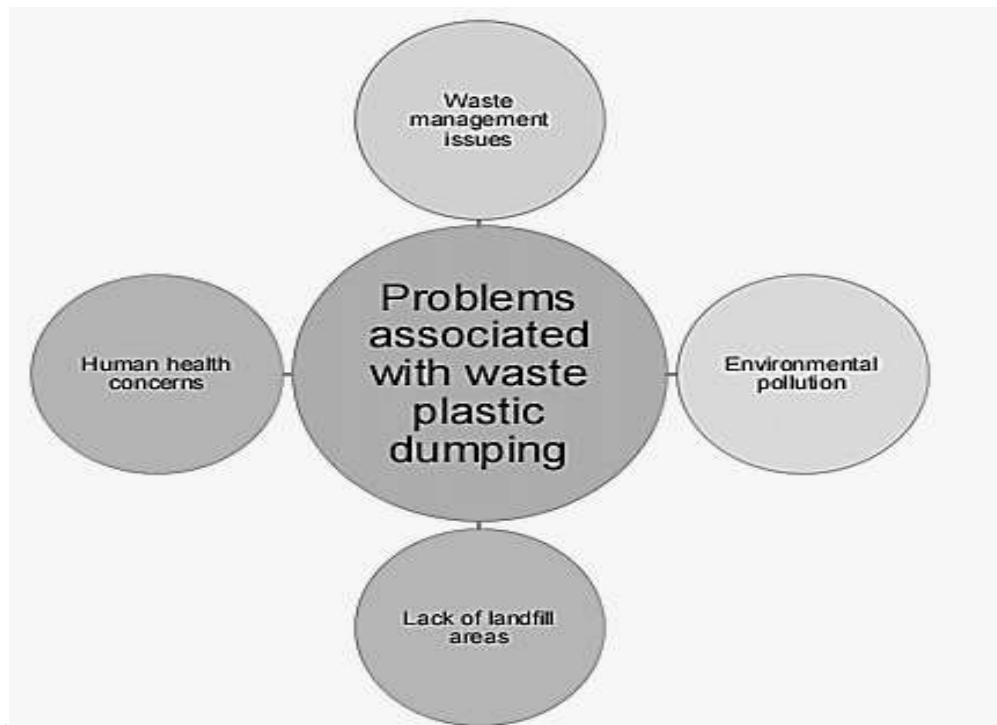 Waste
management
issues
Human health
concerns
Problems
associated
with waste
plastic
dumping
Environmental
pollution
Lack of landfill
areas